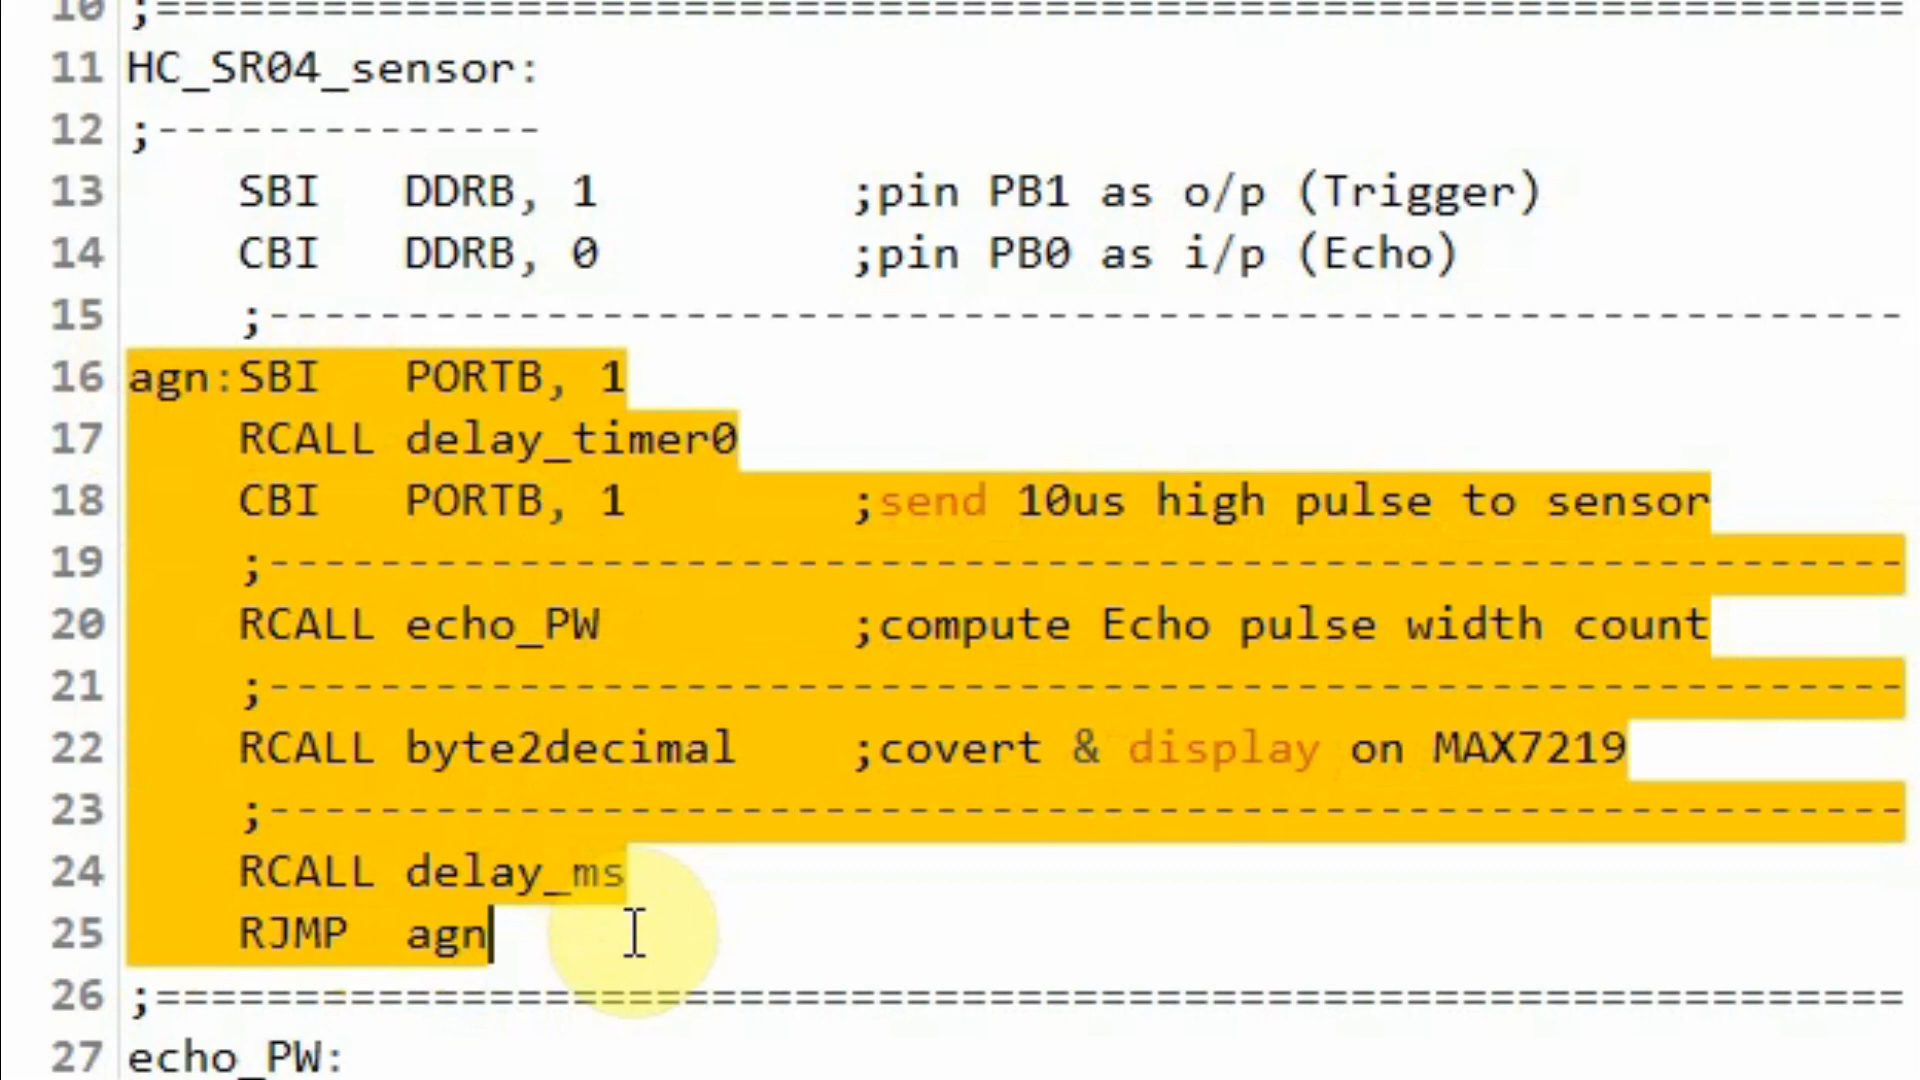 10 ;===============================================================
11 HC_SR04_sensor:
12 ;--------------
13 SBI DDRB, 1 ;pin PB1 as o/p (Trigger)
14 CBI DDRB, 0 ;pin PB0 as i/p (Echo)
15 ;-----------------------------------------------------------
16 agn:SBI PORTB, 1
17 RCALL delay_timer0
18 CBI PORTB, 1 ;send 10us high pulse to sensor
19 ;-----------------------------------------------------------
20 RCALL echo_PW ;compute Echo pulse width count
21 ;-----------------------------------------------------------
22 RCALL byte2decimal ;covert & display on MAX7219
23 ;-----------------------------------------------------------
24 RCALL delay_ms
25 RJMP agn
26 ;===============================================================
27 echo_PW: